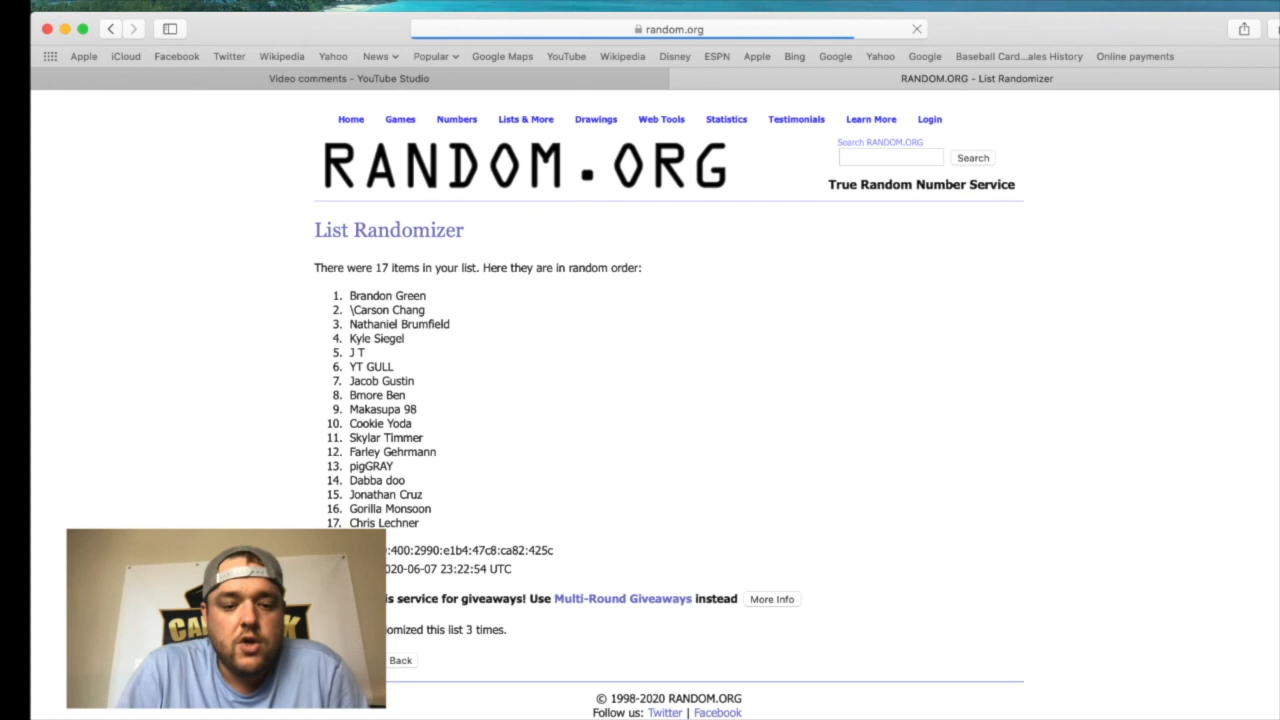 random.org
Apple iCloud Facebook Twitter Wikipedia Yahoo News Popular Google Maps YouTube Wikipedia Disney ESPN Apple Bing Google Yahoo Google Baseball Card...ales History Online payments
Video comments - YouTube Studio RANDOM.ORG - List Randomizer
Home Games Numbers Lists & More Drawings Web Tools Statistics Testimonials Learn More Login
Search RANDOM.ORG
RANDOM.ORG
Search
True Random Number Service
List Randomizer
There were 17 items in your list. Here they are in random order:
1. Brandon Green
2. \Carson Chang
3. Nathaniel Brumfield
4. Kyle Siegel
5. J T
6. YT GULL
7. Jacob Gustin
8. Bmore Ben
9. Makasupa 98
10. Cookie Yoda
11. Skylar Timmer
12. Farley Gehrmann
13. pigGRAY
14. Dabba doo
15. Jonathan Cruz
16. Gorilla Monsoon
17. Chris Lechner
:400:2990:e1b4:47c8:ca82:425c
020-06-07 23:22:54 UTC
is service for giveaways! Use Multi-Round Giveaways instead More Info
omized this list 3 times.
Back
© 1998-2020 RANDOM.ORG
Follow us: Twitter | Facebook